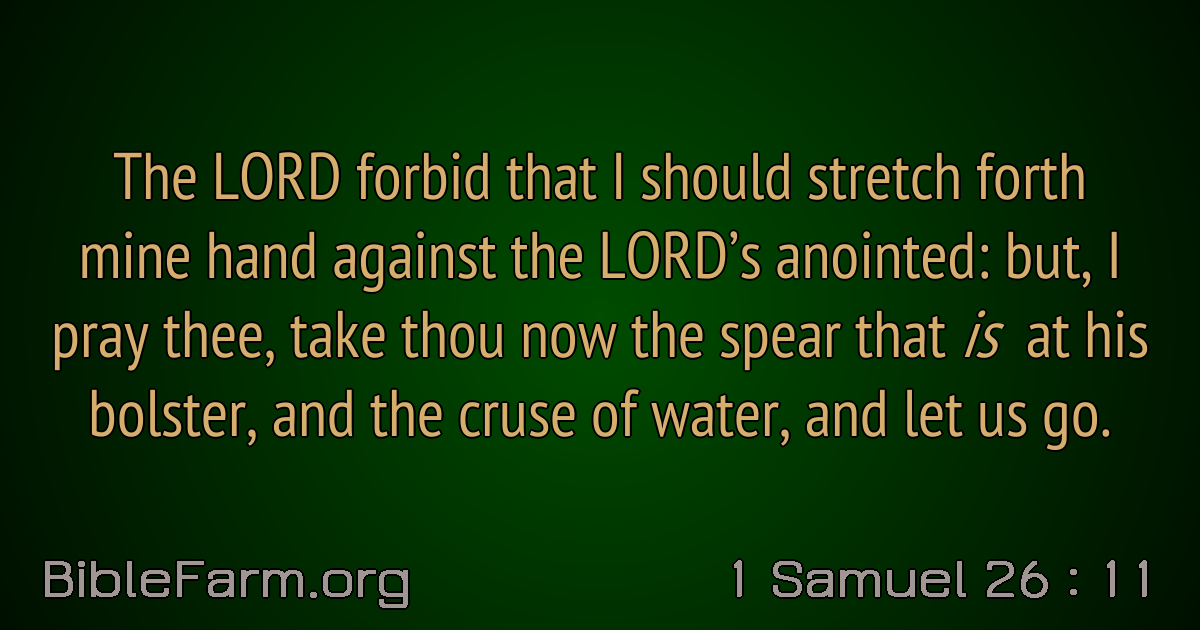 The LORD forbid that I should stretch forth
mine hand against the LORD’s anointed: but, I
pray thee, take thou now the spear that is at his
bolster, and the cruse of water, and let us go.
BibleFarm.org
1 Samuel 26 : 11